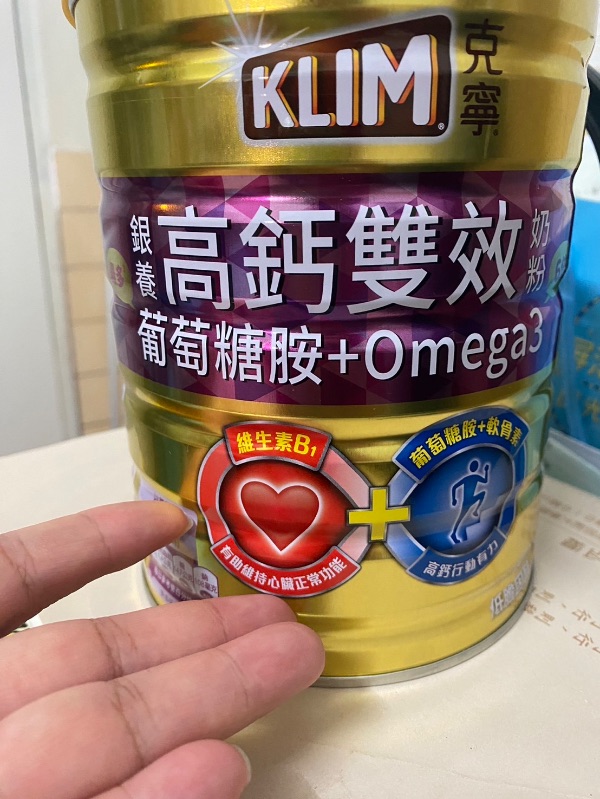 KLIM
克寧
銀養
高鈣雙效
奶粉
葡萄糖胺+Omega3
維生素B1
有助維持心臟正常功能
葡萄糖胺+軟骨素
高鈣行動有力